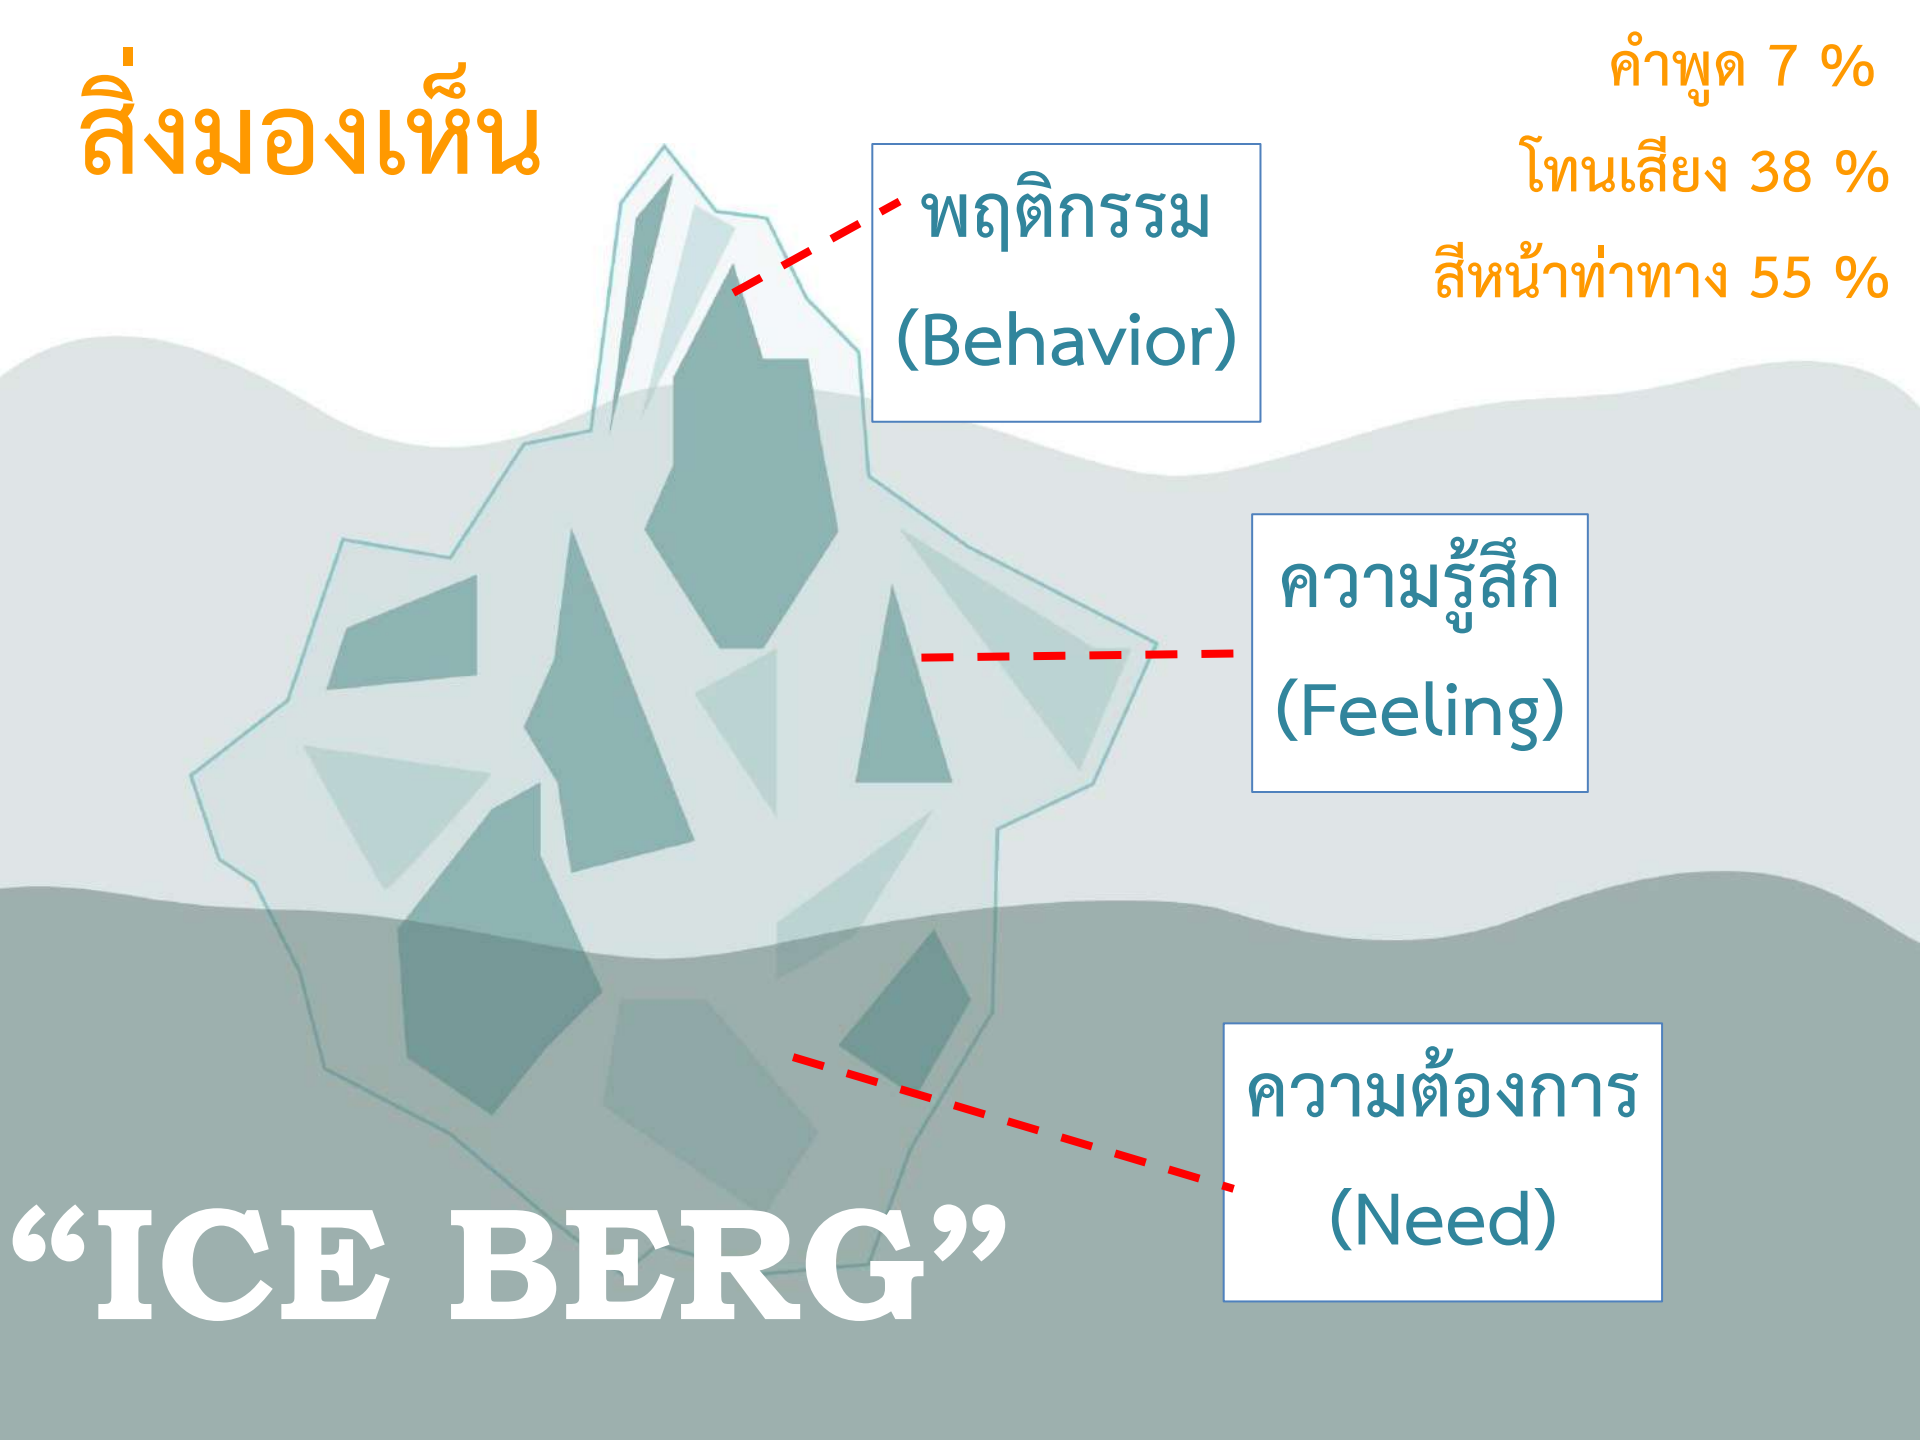 สิ่งมองเห็น
คำพูด 7 %
โทนเสียง 38 %
สีหน้าท่าทาง 55 %
พฤติกรรม
(Behavior)
ความรู้สึก
(Feeling)
ความต้องการ
(Need)
“ICE BERG”